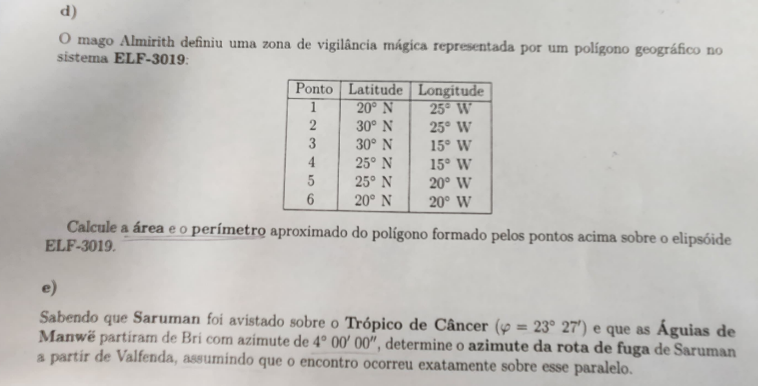 d)
O mago Almirith definiu uma zona de vigilância mágica representada por um polígono geográfico no
sistema ELF-3019:
Ponto Latitude Longitude
1 20° N 25° W
2 30° N 25° W
3 30° N 15° W
4 25° N 15° W
5 25° N 20° W
6 20° N 20° W
Calcule a área e o perímetro aproximado do polígono formado pelos pontos acima sobre o elipsóide
ELF-3019.
e)
Sabendo que Saruman foi avistado sobre o Trópico de Câncer (φ = 23° 27′) e que as Águias de
Manwë partiram de Bri com azimute de 4° 00′ 00″, determine o azimute da rota de fuga de Saruman
a partir de Valfenda, assumindo que o encontro ocorreu exatamente sobre esse paralelo.